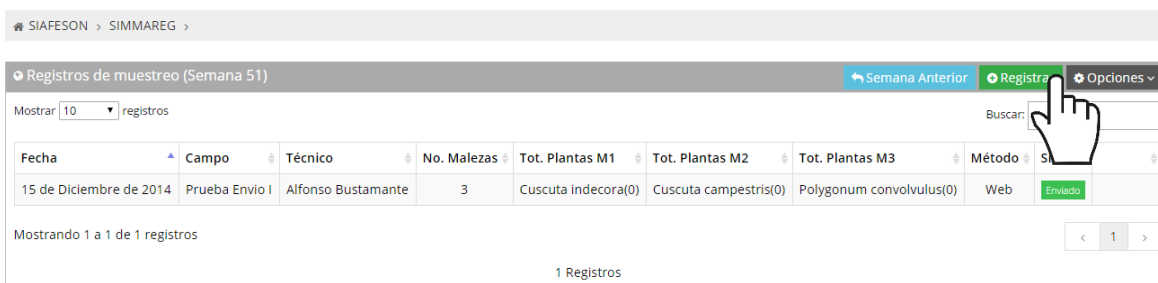 SIAFESON > SIMMAREG >
Registros de muestreo (Semana 51) Semana Anterior Registra Opciones
Mostrar 10 registros Buscar:
Fecha Campo Técnico No. Malezas Tot. Plantas M1 Tot. Plantas M2 Tot. Plantas M3 Método
15 de Diciembre de 2014 Prueba Envio I Alfonso Bustamante 3 Cuscuta indecora(0) Cuscuta campestris(0) Polygonum convolvulus(0) Web Enviado
Mostrando 1 a 1 de 1 registros < 1 >
1 Registros